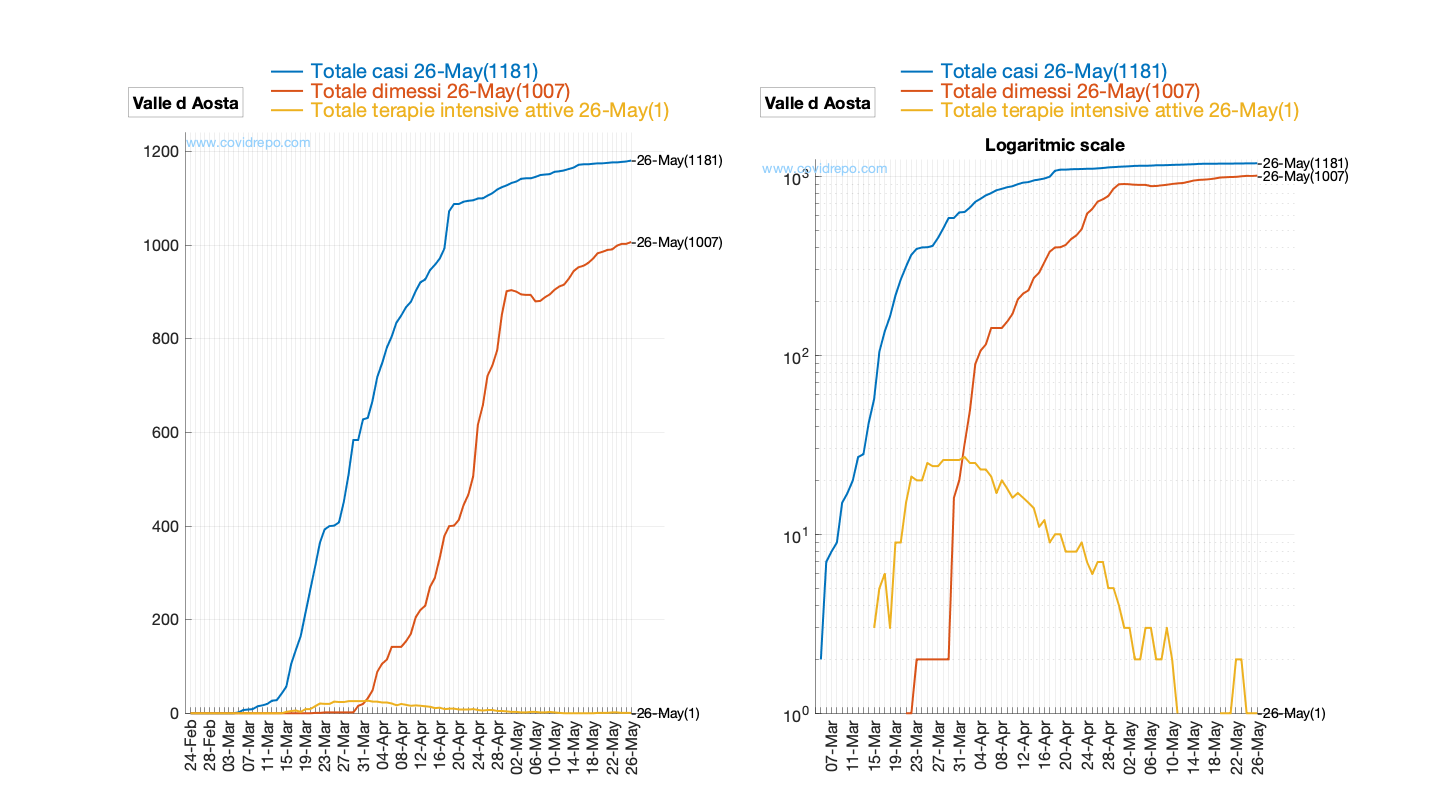 Totale casi 26-May(1181)
Totale dimessi 26-May(1007)
Totale terapie intensive attive 26-May(1)
Valle d Aosta
www.covidrepo.com
1200
1000
800
600
400
200
0
26-May(1181)
26-May(1007)
26-May(1)
24-Feb
28-Feb
03-Mar
07-Mar
11-Mar
15-Mar
19-Mar
23-Mar
27-Mar
31-Mar
04-Apr
08-Apr
12-Apr
16-Apr
20-Apr
24-Apr
28-Apr
02-May
06-May
10-May
14-May
18-May
22-May
26-May
Totale casi 26-May(1181)
Totale dimessi 26-May(1007)
Totale terapie intensive attive 26-May(1)
Valle d Aosta
Logaritmic scale
www.covidrepo.com
10^3
10^2
10^1
10^0
26-May(1181)
26-May(1007)
26-May(1)
07-Mar
11-Mar
15-Mar
19-Mar
23-Mar
27-Mar
31-Mar
04-Apr
08-Apr
12-Apr
16-Apr
20-Apr
24-Apr
28-Apr
02-May
06-May
10-May
14-May
18-May
22-May
26-May